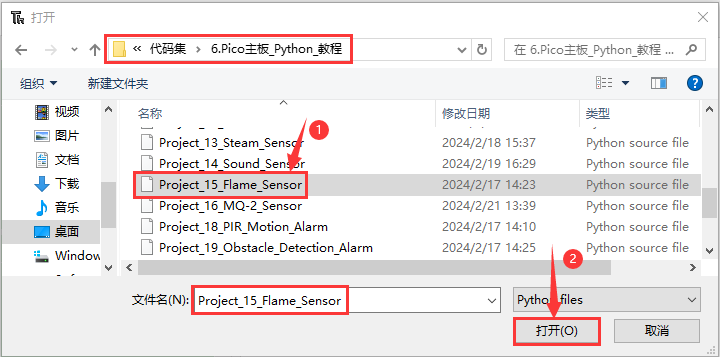 打开
« 代码集 > 6.Pico主板_Python_教程
在 6.Pico主板_Python_教程 ...
组织 新建文件夹
名称 修改日期 类型
视频
图片
文档
下载
音乐
桌面
Window
Project_13_Steam_Sensor 2024/2/18 15:37 Python source file
Project_14_Sound_Sensor 2024/2/19 16:29 Python source file
1
Project_15_Flame_Sensor 2024/2/17 14:23 Python source file
Project_16_MQ-2_Sensor 2024/2/21 13:39 Python source file
Project_18_PIR_Motion_Alarm 2024/2/17 14:10 Python source file
Project_19_Obstacle_Detection_Alarm 2024/2/17 14:25 Python source file
2
文件名(N): Project_15_Flame_Sensor Python files
打开(O) 取消